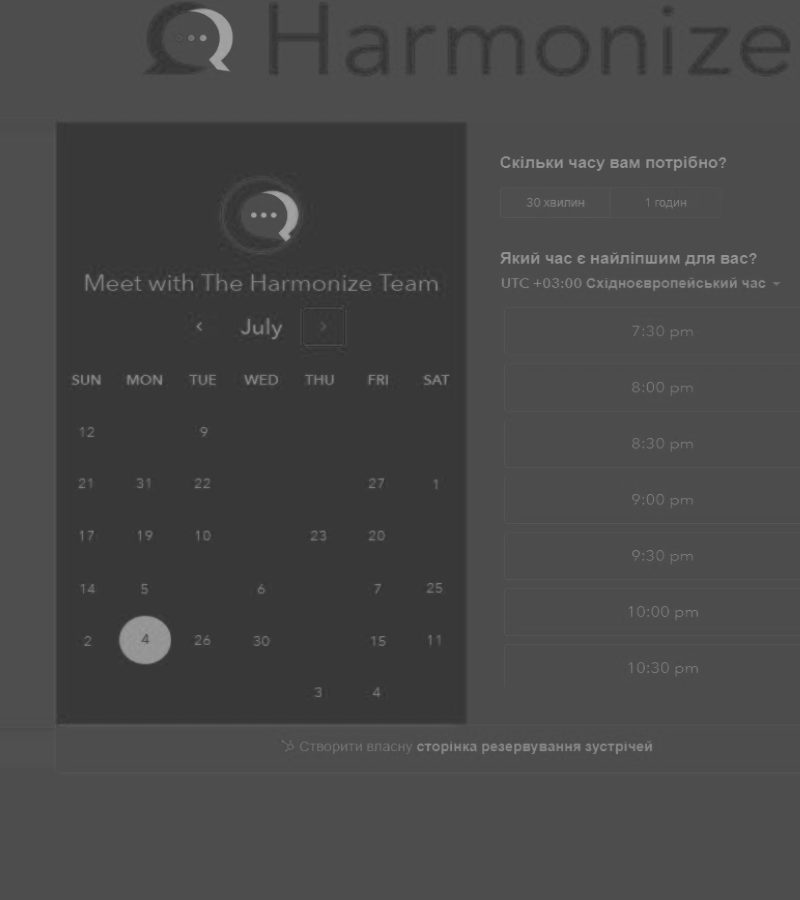 Harmonize
Meet with The Harmonize Team
July
SUN MON TUE WED THU FRI SAT
12 9
21 31 22 27 1
17 19 10 23 20
14 5 6 7 25
2 4 26 30 15 11
3 4
Скільки часу вам потрібно?
30 хвилин 1 годин
Який час є найліпшим для вас?
UTC +03:00 Східноєвропейський час
7:30 pm
8:00 pm
8:30 pm
9:00 pm
9:30 pm
10:00 pm
10:30 pm
Створити власну сторінка резервування зустрічей